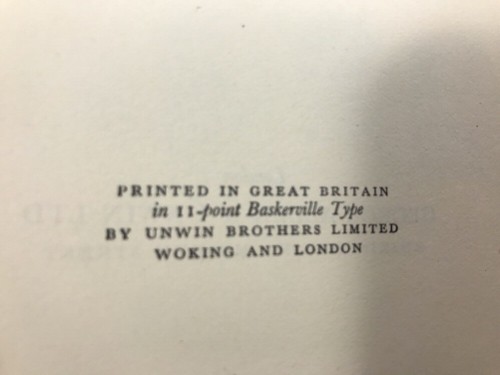 PRINTED IN GREAT BRITAIN
in 11-point Baskerville Type
BY UNWIN BROTHERS LIMITED
WOKING AND LONDON